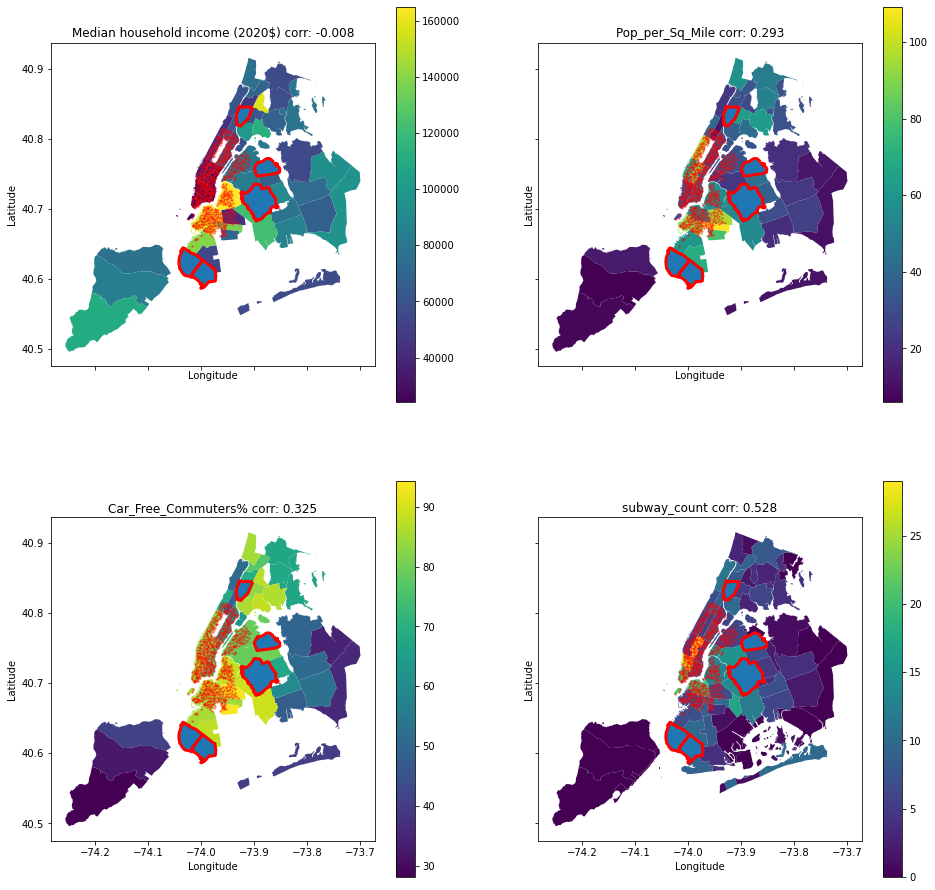 Median household income (2020$) corr: -0.008
40.9
40.8
40.7
40.6
40.5
Latitude
Longitude
160000
140000
120000
100000
80000
60000
40000
Pop_per_Sq_Mile corr: 0.293
Latitude
Longitude
100
80
60
40
20
Car_Free_Commuters% corr: 0.325
40.9
40.8
40.7
40.6
40.5
Latitude
−74.2 −74.1 −74.0 −73.9 −73.8 −73.7
Longitude
90
80
70
60
50
40
30
subway_count corr: 0.528
Latitude
−74.2 −74.1 −74.0 −73.9 −73.8 −73.7
Longitude
25
20
15
10
5
0